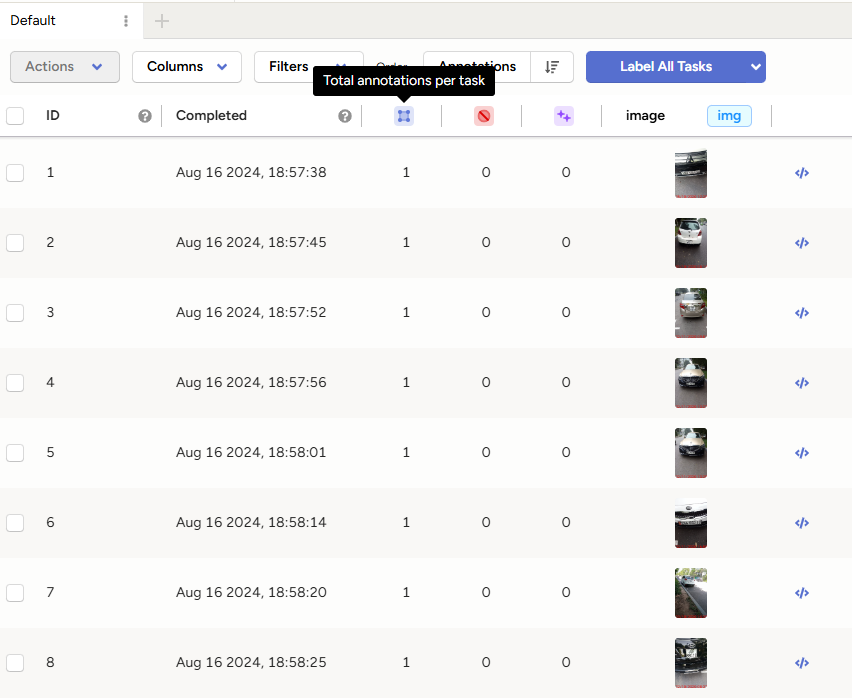 Default
Actions Columns Filters Order Annotations Label All Tasks
Total annotations per task
ID Completed image img
1 Aug 16 2024, 18:57:38 1 0 0
2 Aug 16 2024, 18:57:45 1 0 0
3 Aug 16 2024, 18:57:52 1 0 0
4 Aug 16 2024, 18:57:56 1 0 0
5 Aug 16 2024, 18:58:01 1 0 0
6 Aug 16 2024, 18:58:14 1 0 0
7 Aug 16 2024, 18:58:20 1 0 0
8 Aug 16 2024, 18:58:25 1 0 0